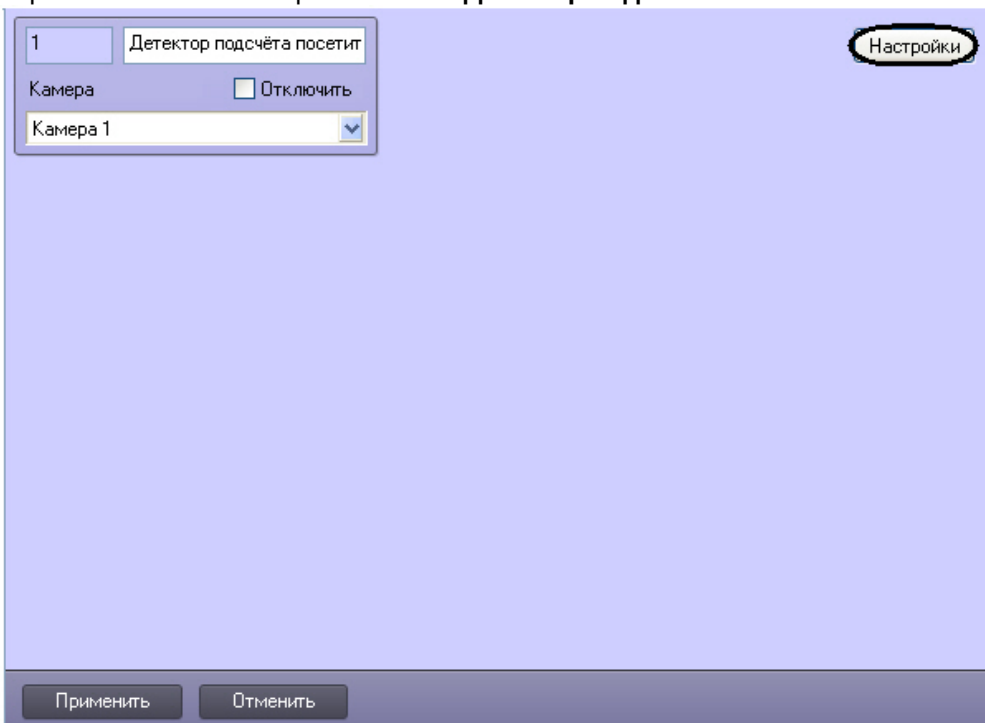 1
Детектор подсчёта посетит
Настройки
Камера
Отключить
Камера 1
Применить
Отменить